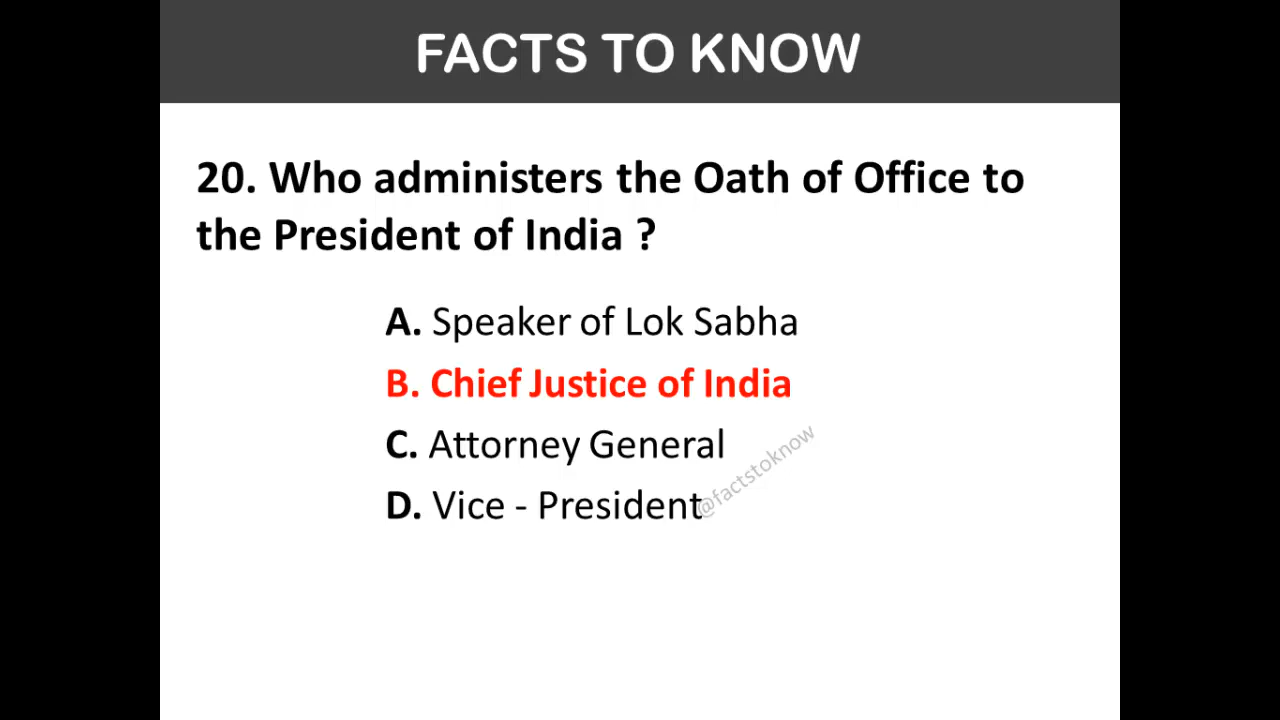 FACTS TO KNOW
20. Who administers the Oath of Office to
the President of India ?
A. Speaker of Lok Sabha
B. Chief Justice of India
C. Attorney General
D. Vice - President
@factstoknow